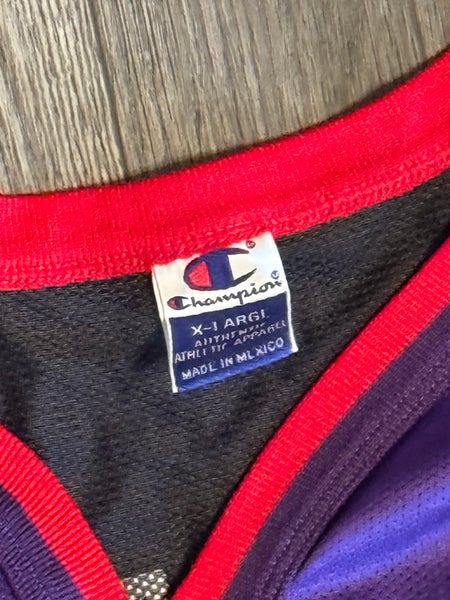 Champion
X-LARGE
AUTHENTIC
ATHLETIC APPAREL
MADE IN MEXICO